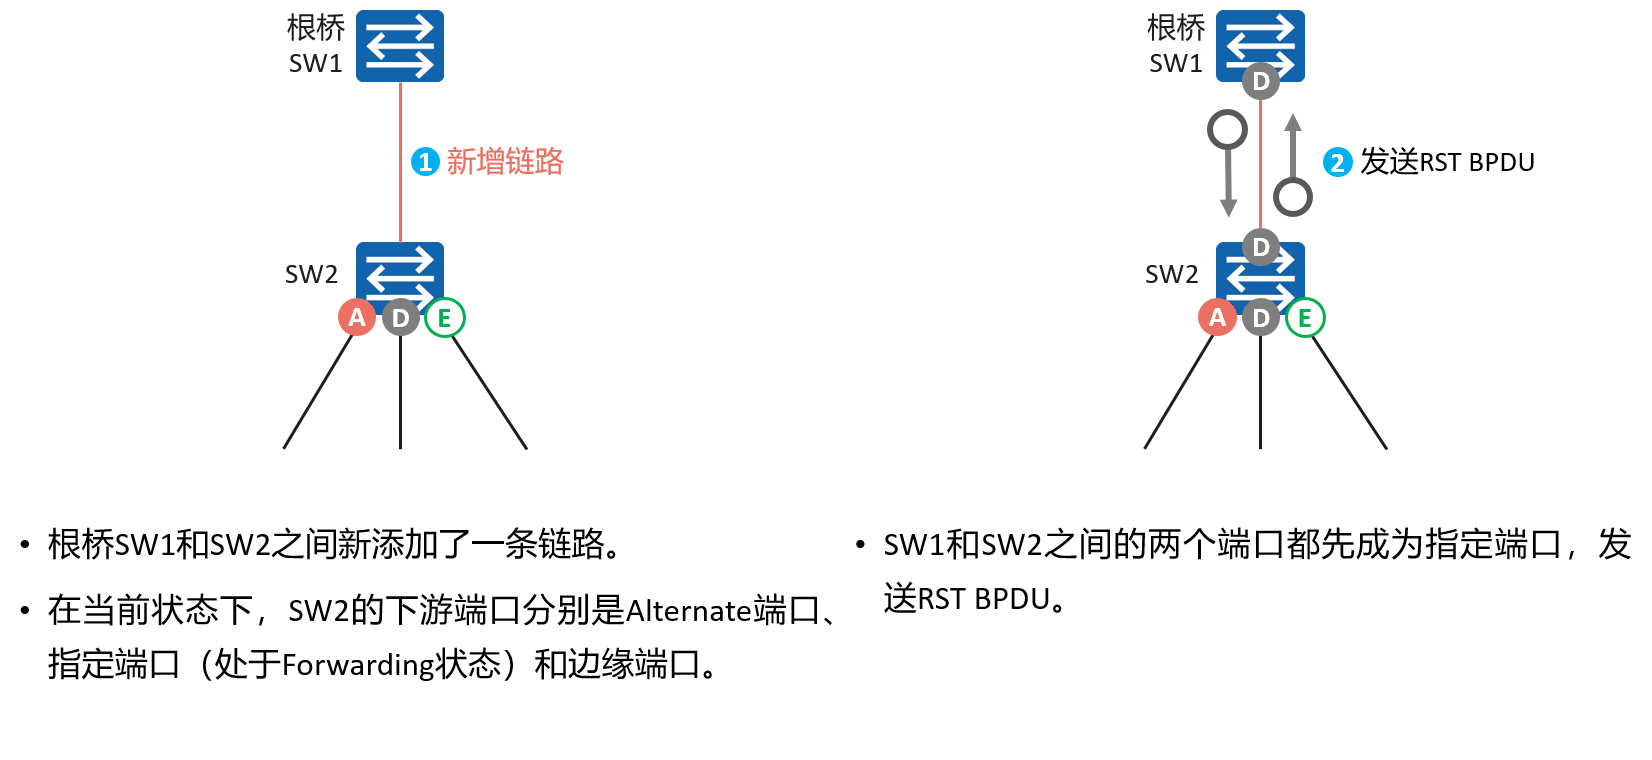 根桥
SW1
1 新增链路
SW2
A D E
• 根桥SW1和SW2之间新添加了一条链路。
• 在当前状态下，SW2的下游端口分别是Alternate端口、
指定端口（处于Forwarding状态）和边缘端口。
根桥
SW1
D
2 发送RST BPDU
D
SW2
A D E
• SW1和SW2之间的两个端口都先成为指定端口，发
送RST BPDU。